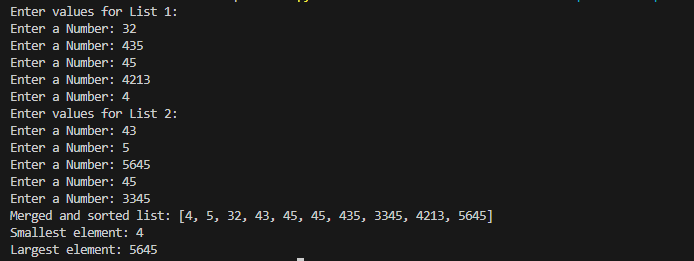 Enter values for List 1:
Enter a Number: 32
Enter a Number: 435
Enter a Number: 45
Enter a Number: 4213
Enter a Number: 4
Enter values for List 2:
Enter a Number: 43
Enter a Number: 5
Enter a Number: 5645
Enter a Number: 45
Enter a Number: 3345
Merged and sorted list: [4, 5, 32, 43, 45, 45, 435, 3345, 4213, 5645]
Smallest element: 4
Largest element: 5645